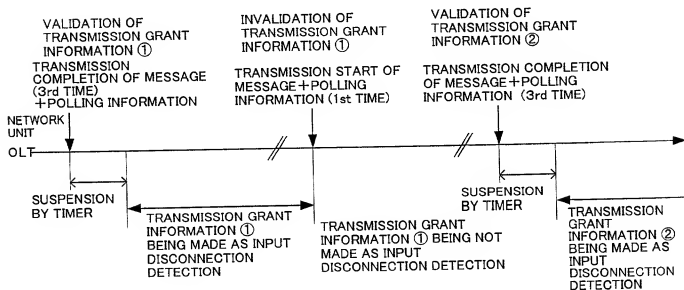 VALIDATION OF
TRANSMISSION GRANT
INFORMATION ①
TRANSMISSION
COMPLETION OF MESSAGE
(3rd TIME)
+POLLING INFORMATION
INVALIDATION OF
TRANSMISSION GRANT
INFORMATION ①
TRANSMISSION START OF
MESSAGE+POLLING
INFORMATION (1st TIME)
VALIDATION OF
TRANSMISSION GRANT
INFORMATION ②
TRANSMISSION COMPLETION
OF MESSAGE+POLLING
INFORMATION (3rd TIME)
NETWORK
UNIT
OLT
SUSPENSION
BY TIMER
TRANSMISSION GRANT
INFORMATION ①
BEING MADE AS INPUT
DISCONNECTION
DETECTION
TRANSMISSION GRANT
INFORMATION ① BEING NOT
MADE AS INPUT
DISCONNECTION DETECTION
SUSPENSION
BY TIMER
TRANSMISSION
GRANT
INFORMATION ②
BEING MADE AS
INPUT
DISCONNECTION
DETECTION